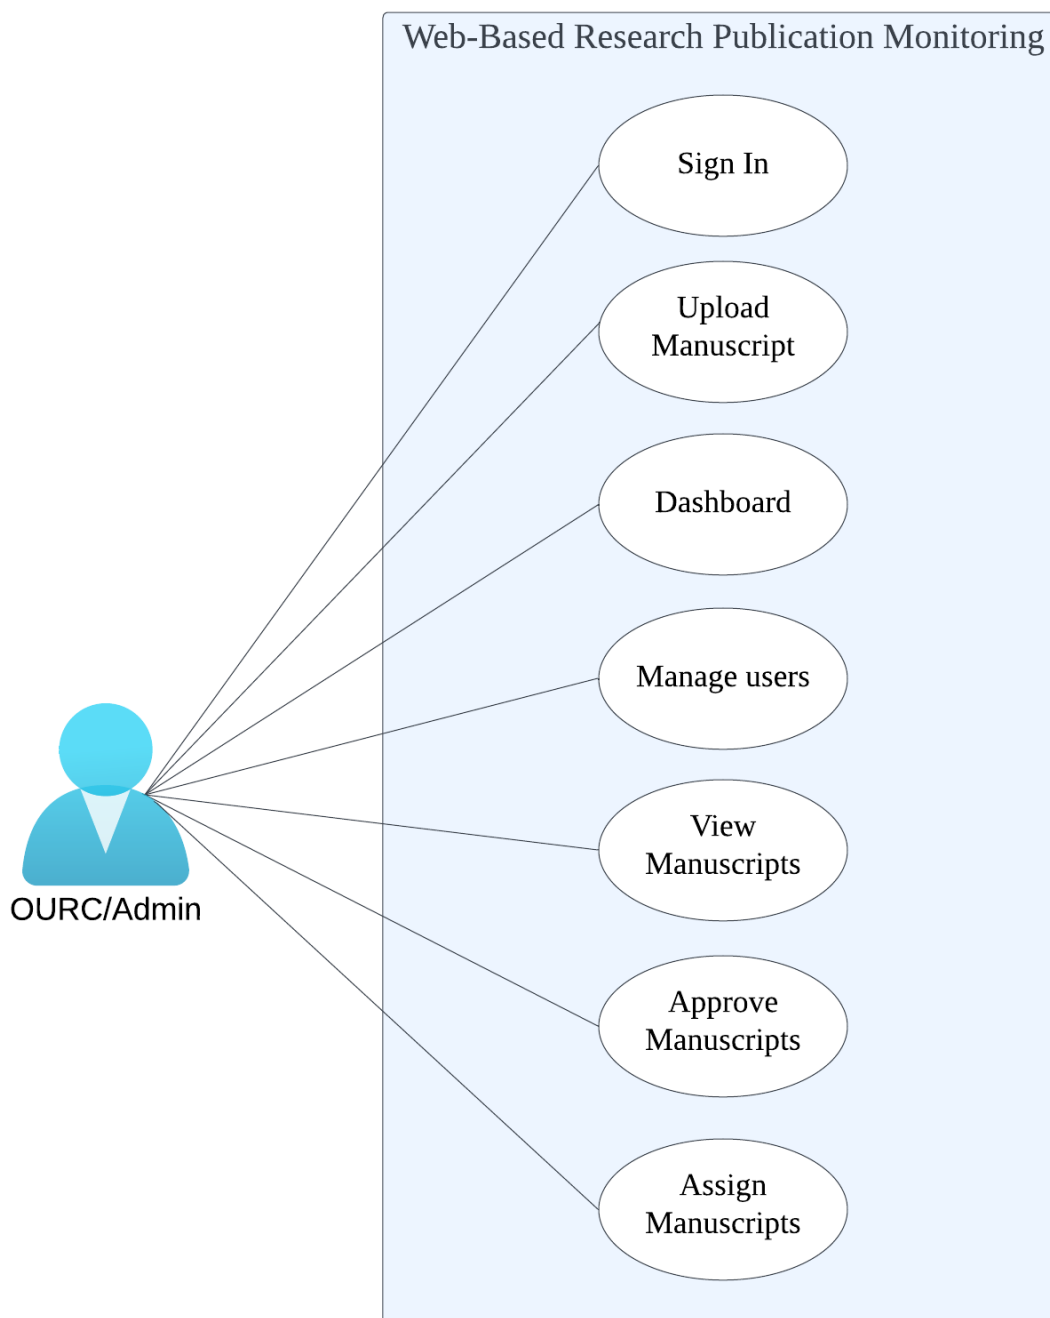 Web-Based Research Publication Monitoring
Sign In
Upload
Manuscript
Dashboard
Manage users
View
Manuscripts
OURC/Admin
Approve
Manuscripts
Assign
Manuscripts